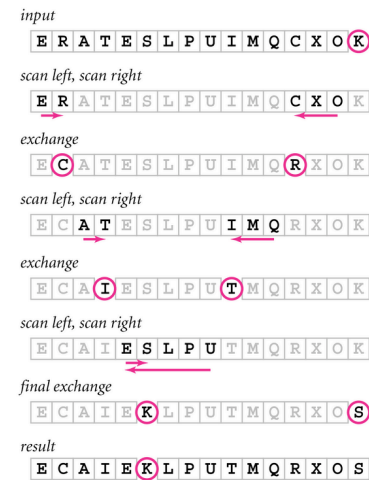 input
E R A T E S L P U I M Q C X O K
scan left, scan right
E R A T E S L P U I M Q C X O K
exchange
E C A T E S L P U I M Q R X O K
scan left, scan right
E C A T E S L P U I M Q R X O K
exchange
E C A I E S L P U T M Q R X O K
scan left, scan right
E C A I E S L P U T M Q R X O K
final exchange
E C A I E K L P U T M Q R X O S
result
E C A I E K L P U T M Q R X O S